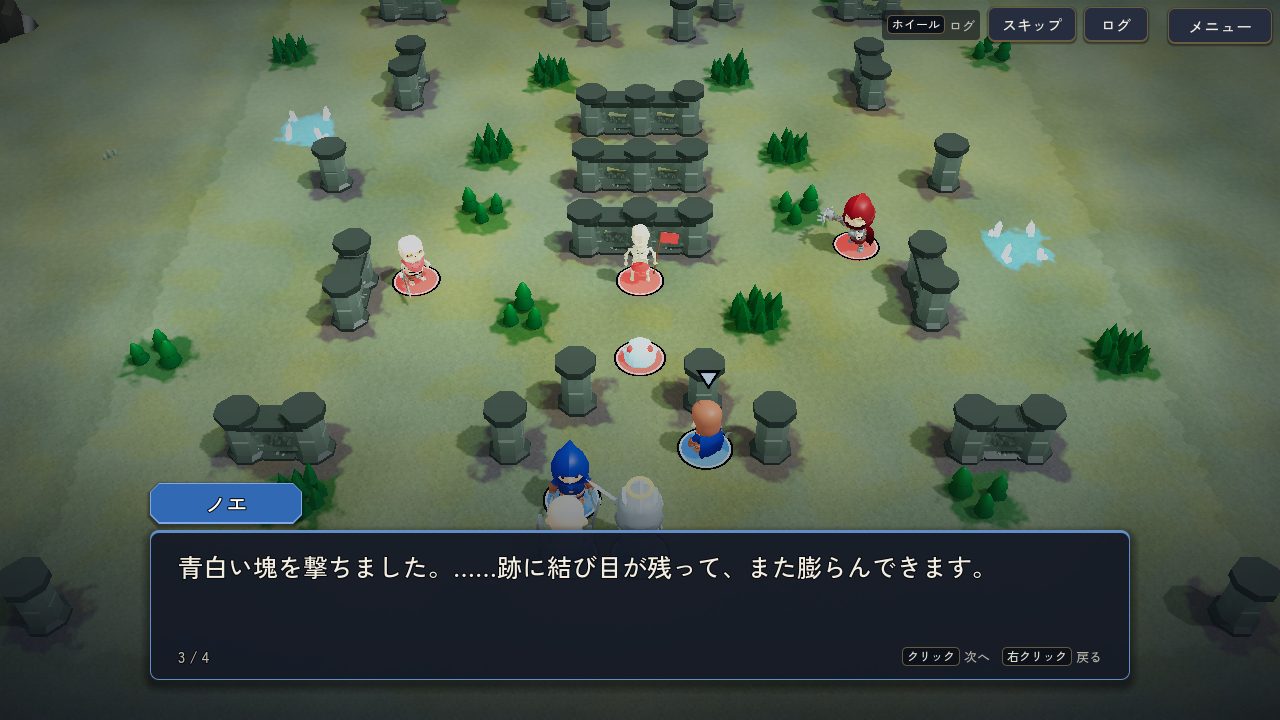 ホイール ログ スキップ ログ メニュー
ノエ
青白い塊を撃ちました。……跡に結び目が残って、また膨らんできます。
3 / 4 クリック 次へ 右クリック 戻る